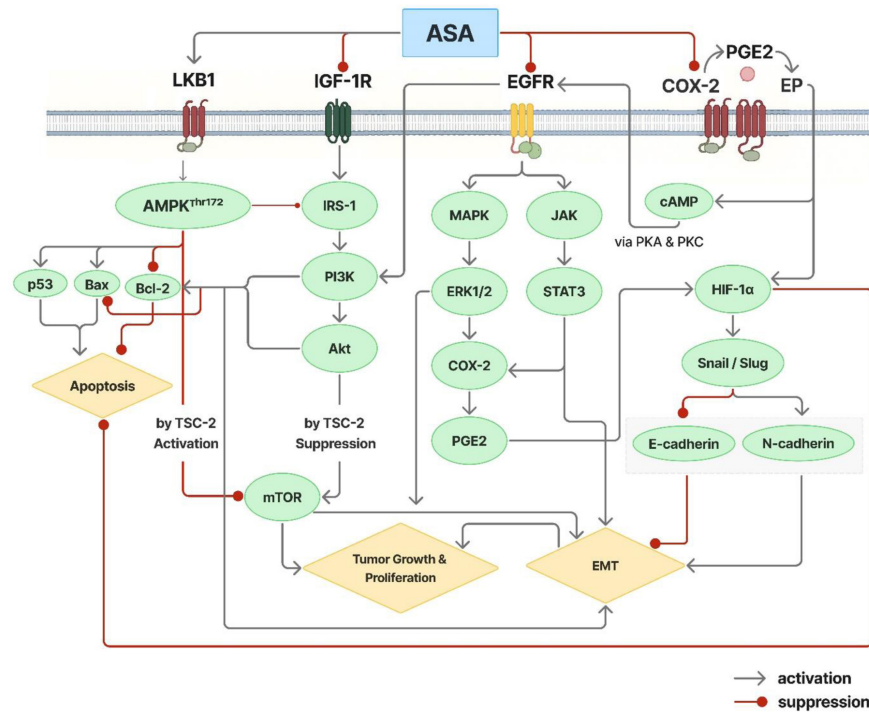 ASA
PGE2
LKB1
IGF-1R
EGFR
COX-2
EP
AMPKThr172
IRS-1
MAPK
JAK
cAMP
via PKA & PKC
p53
Bax
Bcl-2
PI3K
ERK1/2
STAT3
HIF-1α
Akt
COX-2
Snail / Slug
Apoptosis
by TSC-2
Activation
by TSC-2
Suppression
PGE2
E-cadherin
N-cadherin
mTOR
Tumor Growth &
Proliferation
EMT
activation
suppression